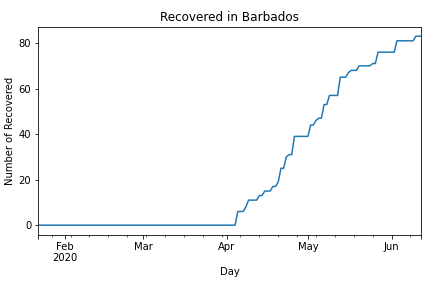 Recovered in Barbados
Number of Recovered
80
60
40
20
0
Feb
2020
Mar
Apr
May
Jun
Day